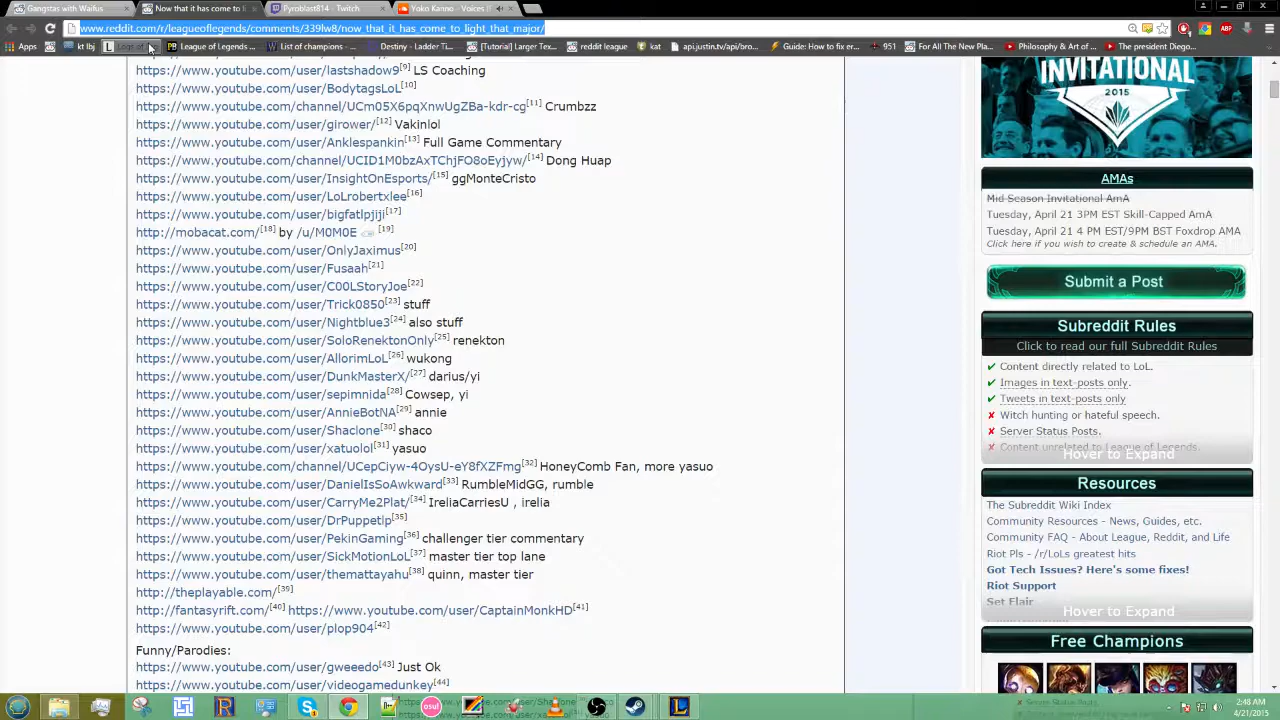 Gangstas with Waifus
Now that it has come to li
Pyroblast814 - Twitch
Yoko Kanno - Voices
www.reddit.com/r/leagueoflegends/comments/339lw8/now_that_it_has_come_to_light_that_major/
Apps
kt lbj
League of Legends ...
List of champions - ...
Destiny - Ladder Ti...
[Tutorial] Larger Tex...
reddit league
kat
api.justin.tv/api/bro...
Guide: How to fix er...
951
For All The New Pla...
Philosophy & Art of ...
The president Diego...
https://www.youtube.com/user/lastshadow9[9] LS Coaching
https://www.youtube.com/user/BodytagsLoL[10]
https://www.youtube.com/channel/UCm05X6pqXnwUgZBa-kdr-cg[11] Crumbzz
https://www.youtube.com/user/girower/[12] Vakinlol
https://www.youtube.com/user/Anklespankin[13] Full Game Commentary
https://www.youtube.com/channel/UCID1M0bzAxTChjFO8oEyjyw/[14] Dong Huap
https://www.youtube.com/user/InsightOnEsports/[15] ggMonteCristo
https://www.youtube.com/user/LoLrobertxlee[16]
https://www.youtube.com/user/bigfatlpjiji[17]
http://mobacat.com/[18] by /u/M0M0E [19]
https://www.youtube.com/user/OnlyJaximus[20]
https://www.youtube.com/user/Fusaah[21]
https://www.youtube.com/user/C00LStoryJoe[22]
https://www.youtube.com/user/Trick0850[23] stuff
https://www.youtube.com/user/Nightblue3[24] also stuff
https://www.youtube.com/user/SoloRenektonOnly[25] renekton
https://www.youtube.com/user/AllorimLoL[26] wukong
https://www.youtube.com/user/DunkMasterX/[27] darius/yi
https://www.youtube.com/user/sepimnida[28] Cowsep, yi
https://www.youtube.com/user/AnnieBotNA[29] annie
https://www.youtube.com/user/Shaclone[30] shaco
https://www.youtube.com/user/xatuolol[31] yasuo
https://www.youtube.com/channel/UCepCiyw-4OysU-eY8fXZFmg[32] HoneyComb Fan, more yasuo
https://www.youtube.com/user/DanielIsSoAwkward[33] RumbleMidGG, rumble
https://www.youtube.com/user/CarryMe2Plat/[34] IreliaCarriesU , irelia
https://www.youtube.com/user/DrPuppetlp[35]
https://www.youtube.com/user/PekinGaming[36] challenger tier commentary
https://www.youtube.com/user/SickMotionLoL[37] master tier top lane
https://www.youtube.com/user/themattayahu[38] quinn, master tier
http://theplayable.com/[39]
http://fantasyrift.com/[40] https://www.youtube.com/user/CaptainMonkHD[41]
https://www.youtube.com/user/plop904[42]
Funny/Parodies:
https://www.youtube.com/user/gweeedo[43] Just Ok
https://www.youtube.com/user/videogamedunkey[44]
INVITATIONAL
2015
AMAs
Mid Season Invitational AmA
Tuesday, April 21 3PM EST Skill-Capped AmA
Tuesday, April 21 4 PM EST/9PM BST Foxdrop AMA
Click here if you wish to create & schedule an AMA.
Submit a Post
Subreddit Rules
Click to read our full Subreddit Rules
Content directly related to LoL.
Images in text-posts only.
Tweets in text-posts only
Witch hunting or hateful speech.
Server Status Posts.
Content unrelated to League of Legends.
Hover to Expand
Resources
The Subreddit Wiki Index
Community Resources - News, Guides, etc.
Community FAQ - About League, Reddit, and Life
Riot Pls - /r/LoLs greatest hits
Got Tech Issues? Here's some fixes!
Riot Support
Set Flair
Hover to Expand
Free Champions
osu!
2:48 AM
4/21/2015